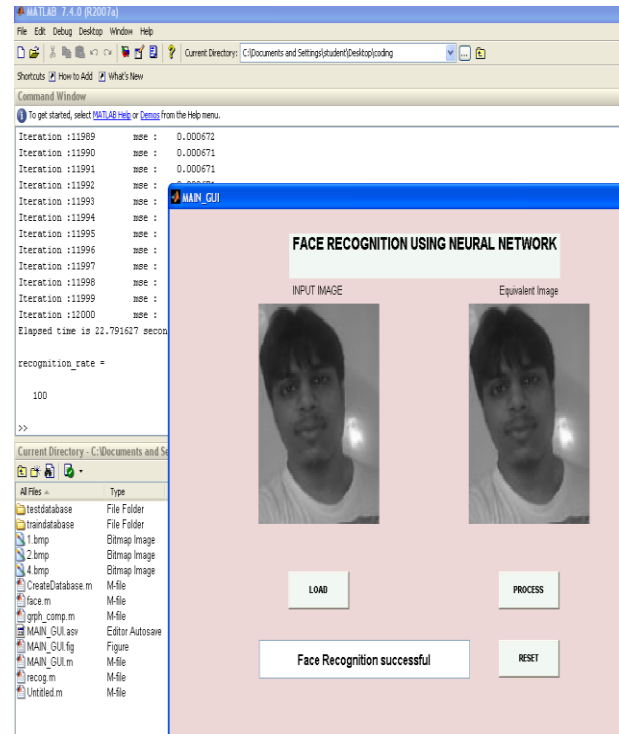 MATLAB 7.4.0 (R2007a)
File Edit Debug Desktop Window Help
Current Directory: C:\Documents and Settings\student\Desktop\coding
Shortcuts How to Add What's New
Command Window
To get started, select MATLAB Help or Demos from the Help menu.
Iteration :11989 mse : 0.000672
Iteration :11990 mse : 0.000671
Iteration :11991 mse : 0.000671
Iteration :11992 mse :
Iteration :11993 mse :
Iteration :11994 mse :
Iteration :11995 mse :
Iteration :11996 mse :
Iteration :11997 mse :
Iteration :11998 mse :
Iteration :11999 mse :
Iteration :12000 mse :
Elapsed time is 22.791627 secon
recognition_rate =
100
>>
Current Directory - C:\Documents and Se
All Files Type
testdatabase File Folder
traindatabase File Folder
1.bmp Bitmap Image
2.bmp Bitmap Image
4.bmp Bitmap Image
CreateDatabase.m M-file
face.m M-file
grph_comp.m M-file
MAIN_GUI.asv Editor Autosave
MAIN_GUI.fig Figure
MAIN_GUI.m M-file
recog.m M-file
Untitled.m M-file
MAIN_GUI
FACE RECOGNITION USING NEURAL NETWORK
INPUT IMAGE Equivalent Image
LOAD PROCESS
Face Recognition successful RESET